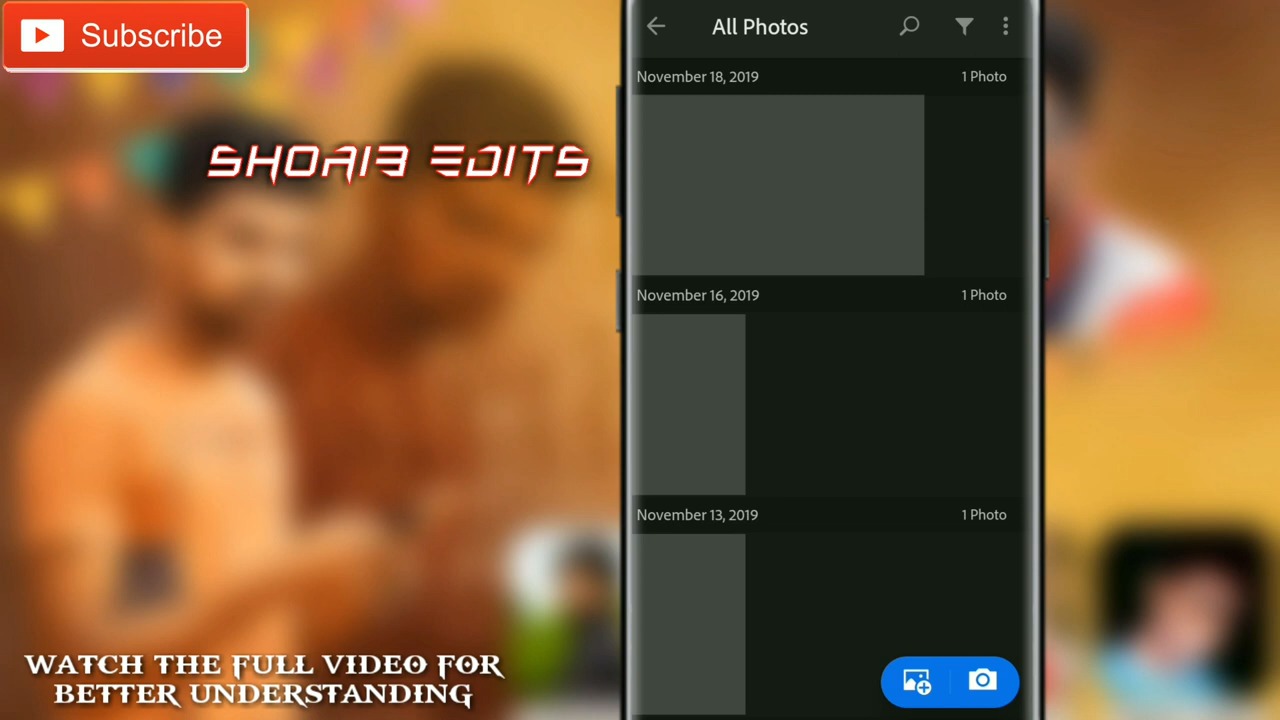 Subscribe
SHOAIB EDITS
WATCH THE FULL VIDEO FOR
BETTER UNDERSTANDING
All Photos
November 18, 2019 1 Photo
November 16, 2019 1 Photo
November 13, 2019 1 Photo